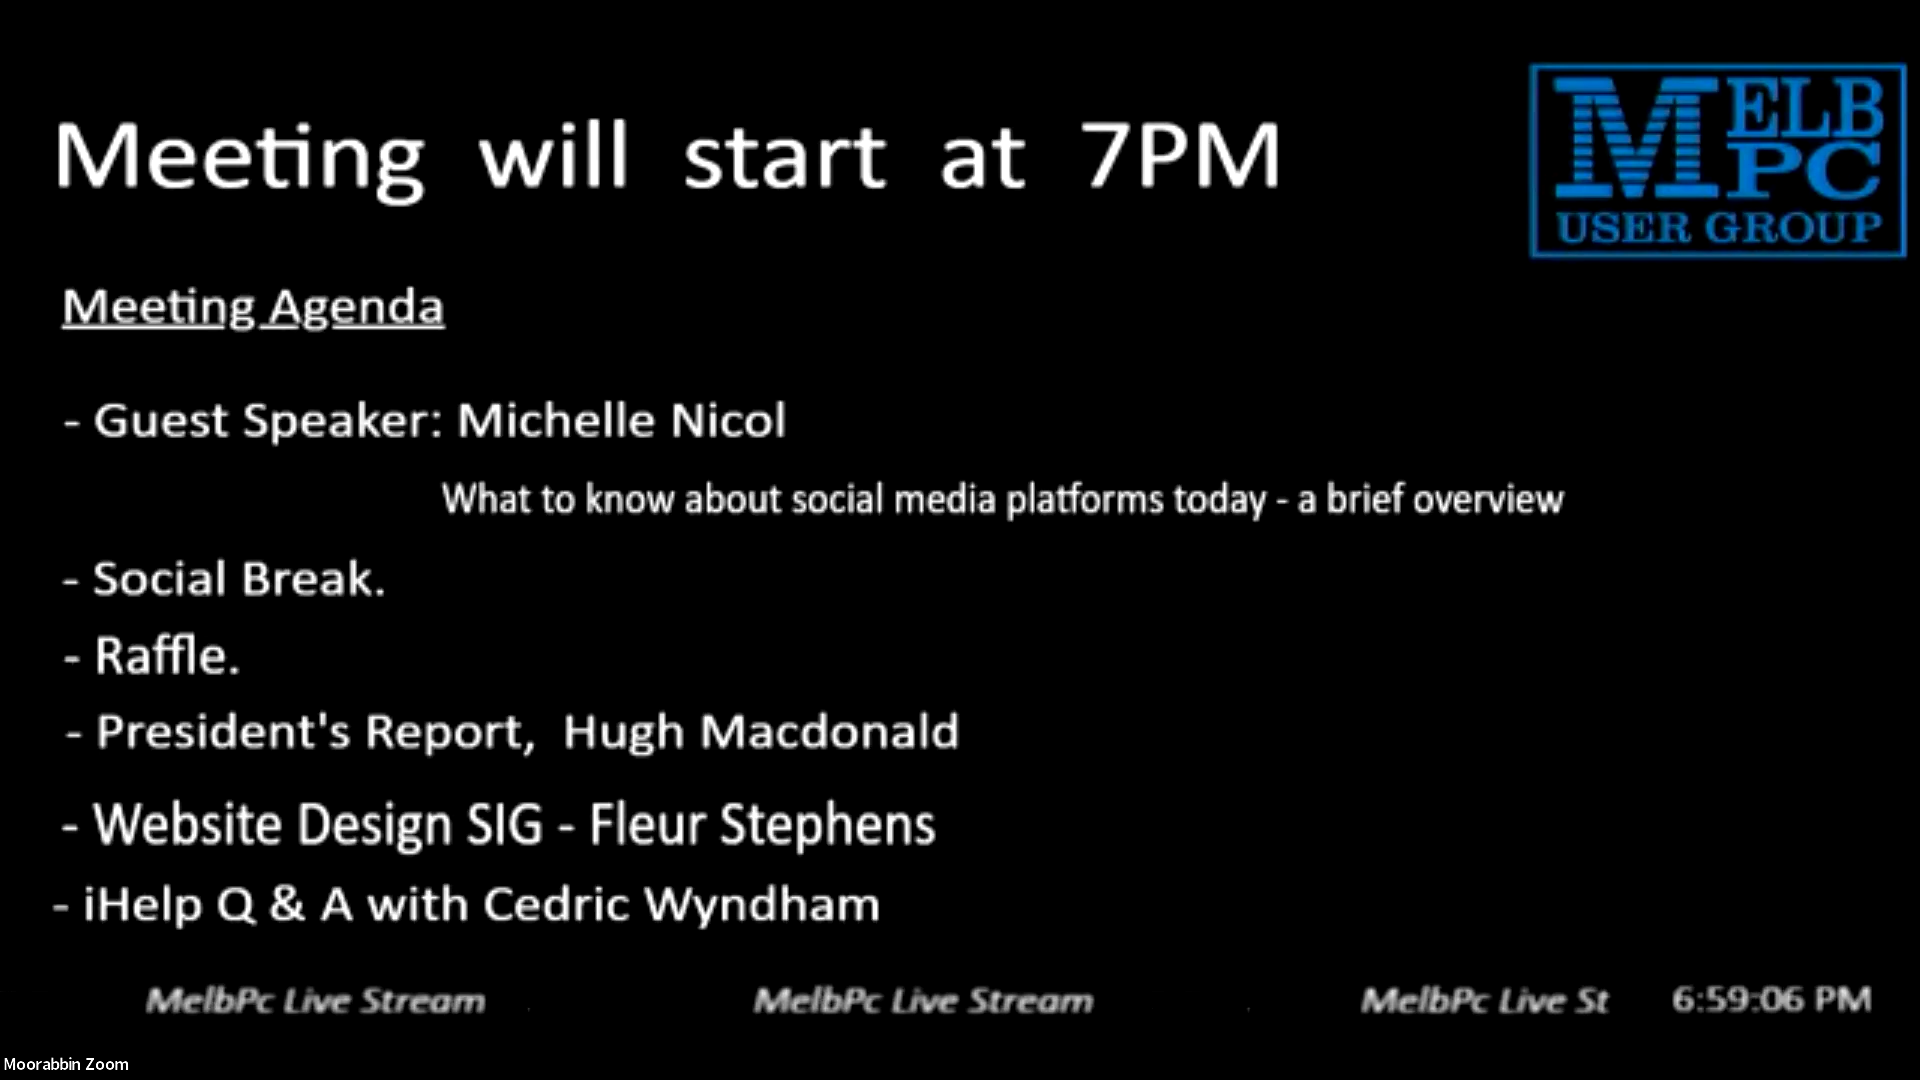 Meeting will start at 7PM
MELB
PC
USER GROUP
Meeting Agenda
- Guest Speaker: Michelle Nicol
What to know about social media platforms today - a brief overview
- Social Break.
- Raffle.
- President's Report, Hugh Macdonald
- Website Design SIG - Fleur Stephens
- iHelp Q & A with Cedric Wyndham
MelbPc Live Stream MelbPc Live Stream MelbPc Live St 6:59:06 PM
Moorabbin Zoom